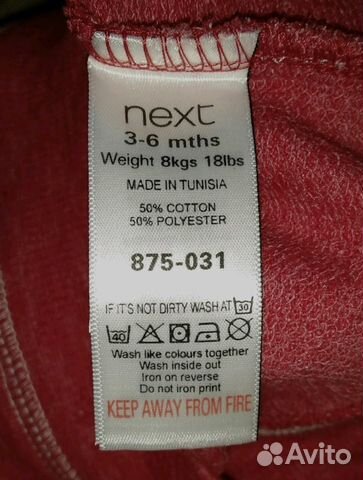 next
3-6 mths
Weight 8kgs 18lbs
MADE IN TUNISIA
50% COTTON
50% POLYESTER
875-031
IF IT'S NOT DIRTY WASH AT 30
40
Wash like colours together
Wash inside out
Iron on reverse
Do not iron print
KEEP AWAY FROM FIRE
Avito